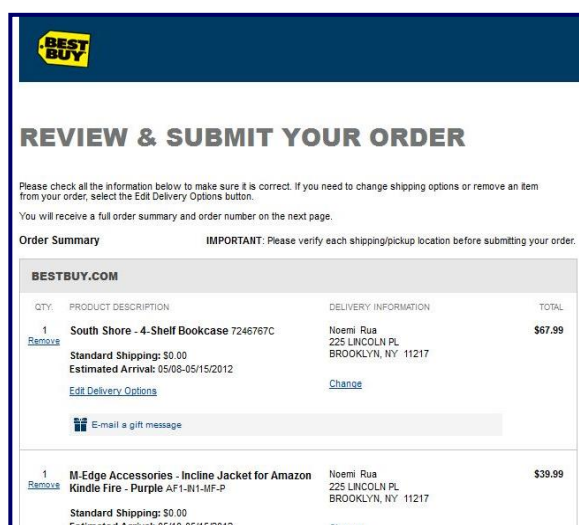 BEST
BUY
REVIEW & SUBMIT YOUR ORDER
Please check all the information below to make sure it is correct. If you need to change shipping options or remove an item
from your order, select the Edit Delivery Options button.
You will receive a full order summary and order number on the next page.
Order Summary IMPORTANT: Please verify each shipping/pickup location before submitting your order.
BESTBUY.COM
QTY. PRODUCT DESCRIPTION DELIVERY INFORMATION TOTAL
1 South Shore - 4-Shelf Bookcase 7246767C Noemi Rua $67.99
Remove 225 LINCOLN PL
BROOKLYN, NY 11217
Standard Shipping: $0.00
Estimated Arrival: 05/08-05/15/2012
Change
Edit Delivery Options
E-mail a gift message
1 M-Edge Accessories - Incline Jacket for Amazon Noemi Rua $39.99
Remove Kindle Fire - Purple AF1-IN1-MF-P 225 LINCOLN PL
BROOKLYN, NY 11217
Standard Shipping: $0.00